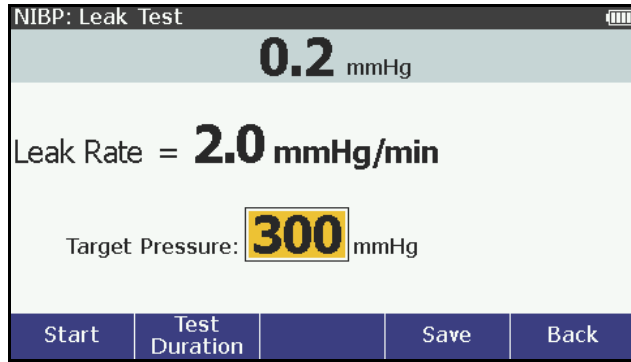 NIBP: Leak Test
0.2 mmHg
Leak Rate = 2.0 mmHg/min
Target Pressure: 300 mmHg
Start Test Duration Save Back